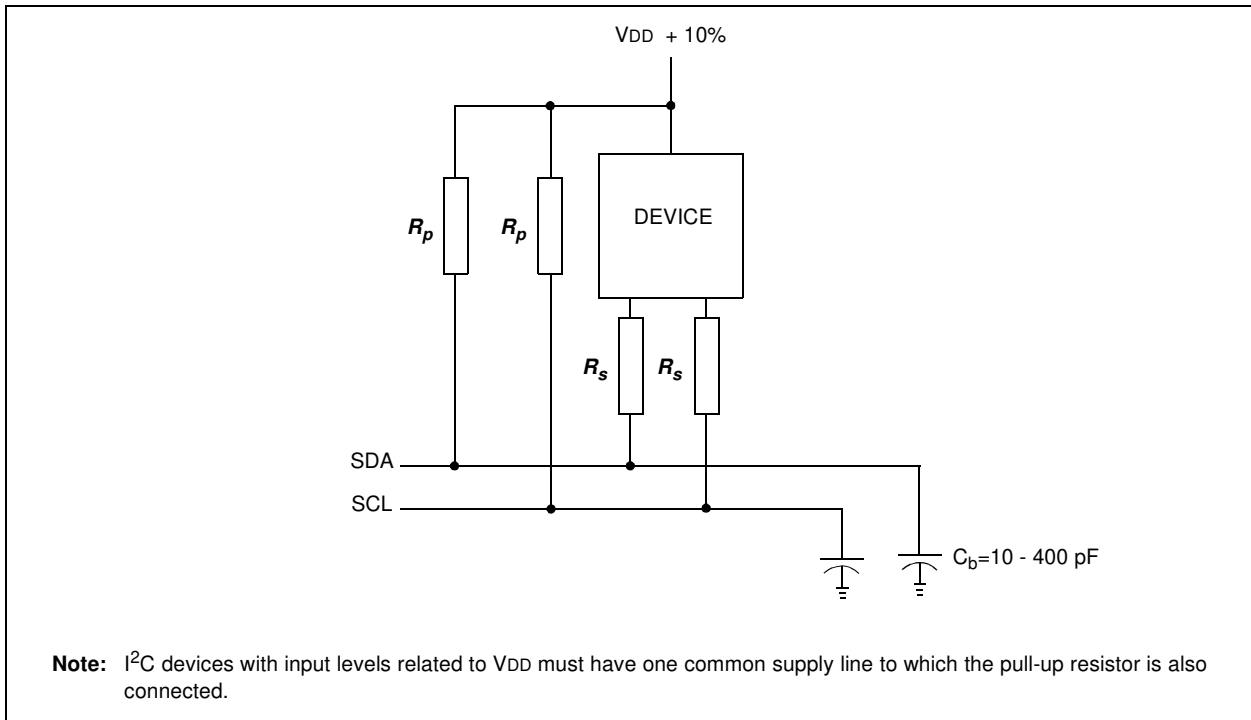 VDD + 10%
DEVICE
Rp Rp
Rs Rs
SDA
SCL
Cb=10 - 400 pF
Note: I2C devices with input levels related to VDD must have one common supply line to which the pull-up resistor is also
connected.